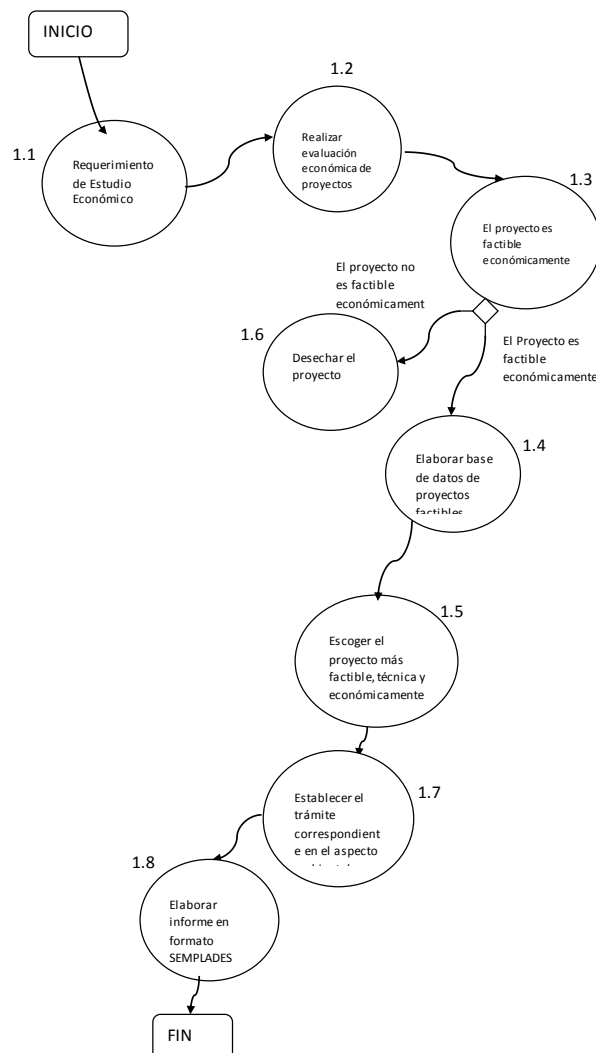 INICIO
1.1
Requerimiento
de Estudio
Económico
1.2
Realizar
evaluación
económica de
proyectos
1.3
El proyecto es
factible
económicamente
El proyecto no
es factible
económicament
1.6
Desechar el
proyecto
El Proyecto es
factible
económicamente
1.4
Elaborar base
de datos de
proyectos
factibles
1.5
Escoger el
proyecto más
factible, técnica y
económicamente
1.7
Establecer el
trámite
correspondient
e en el aspecto
1.8
Elaborar
informe en
formato
SEMPLADES
FIN